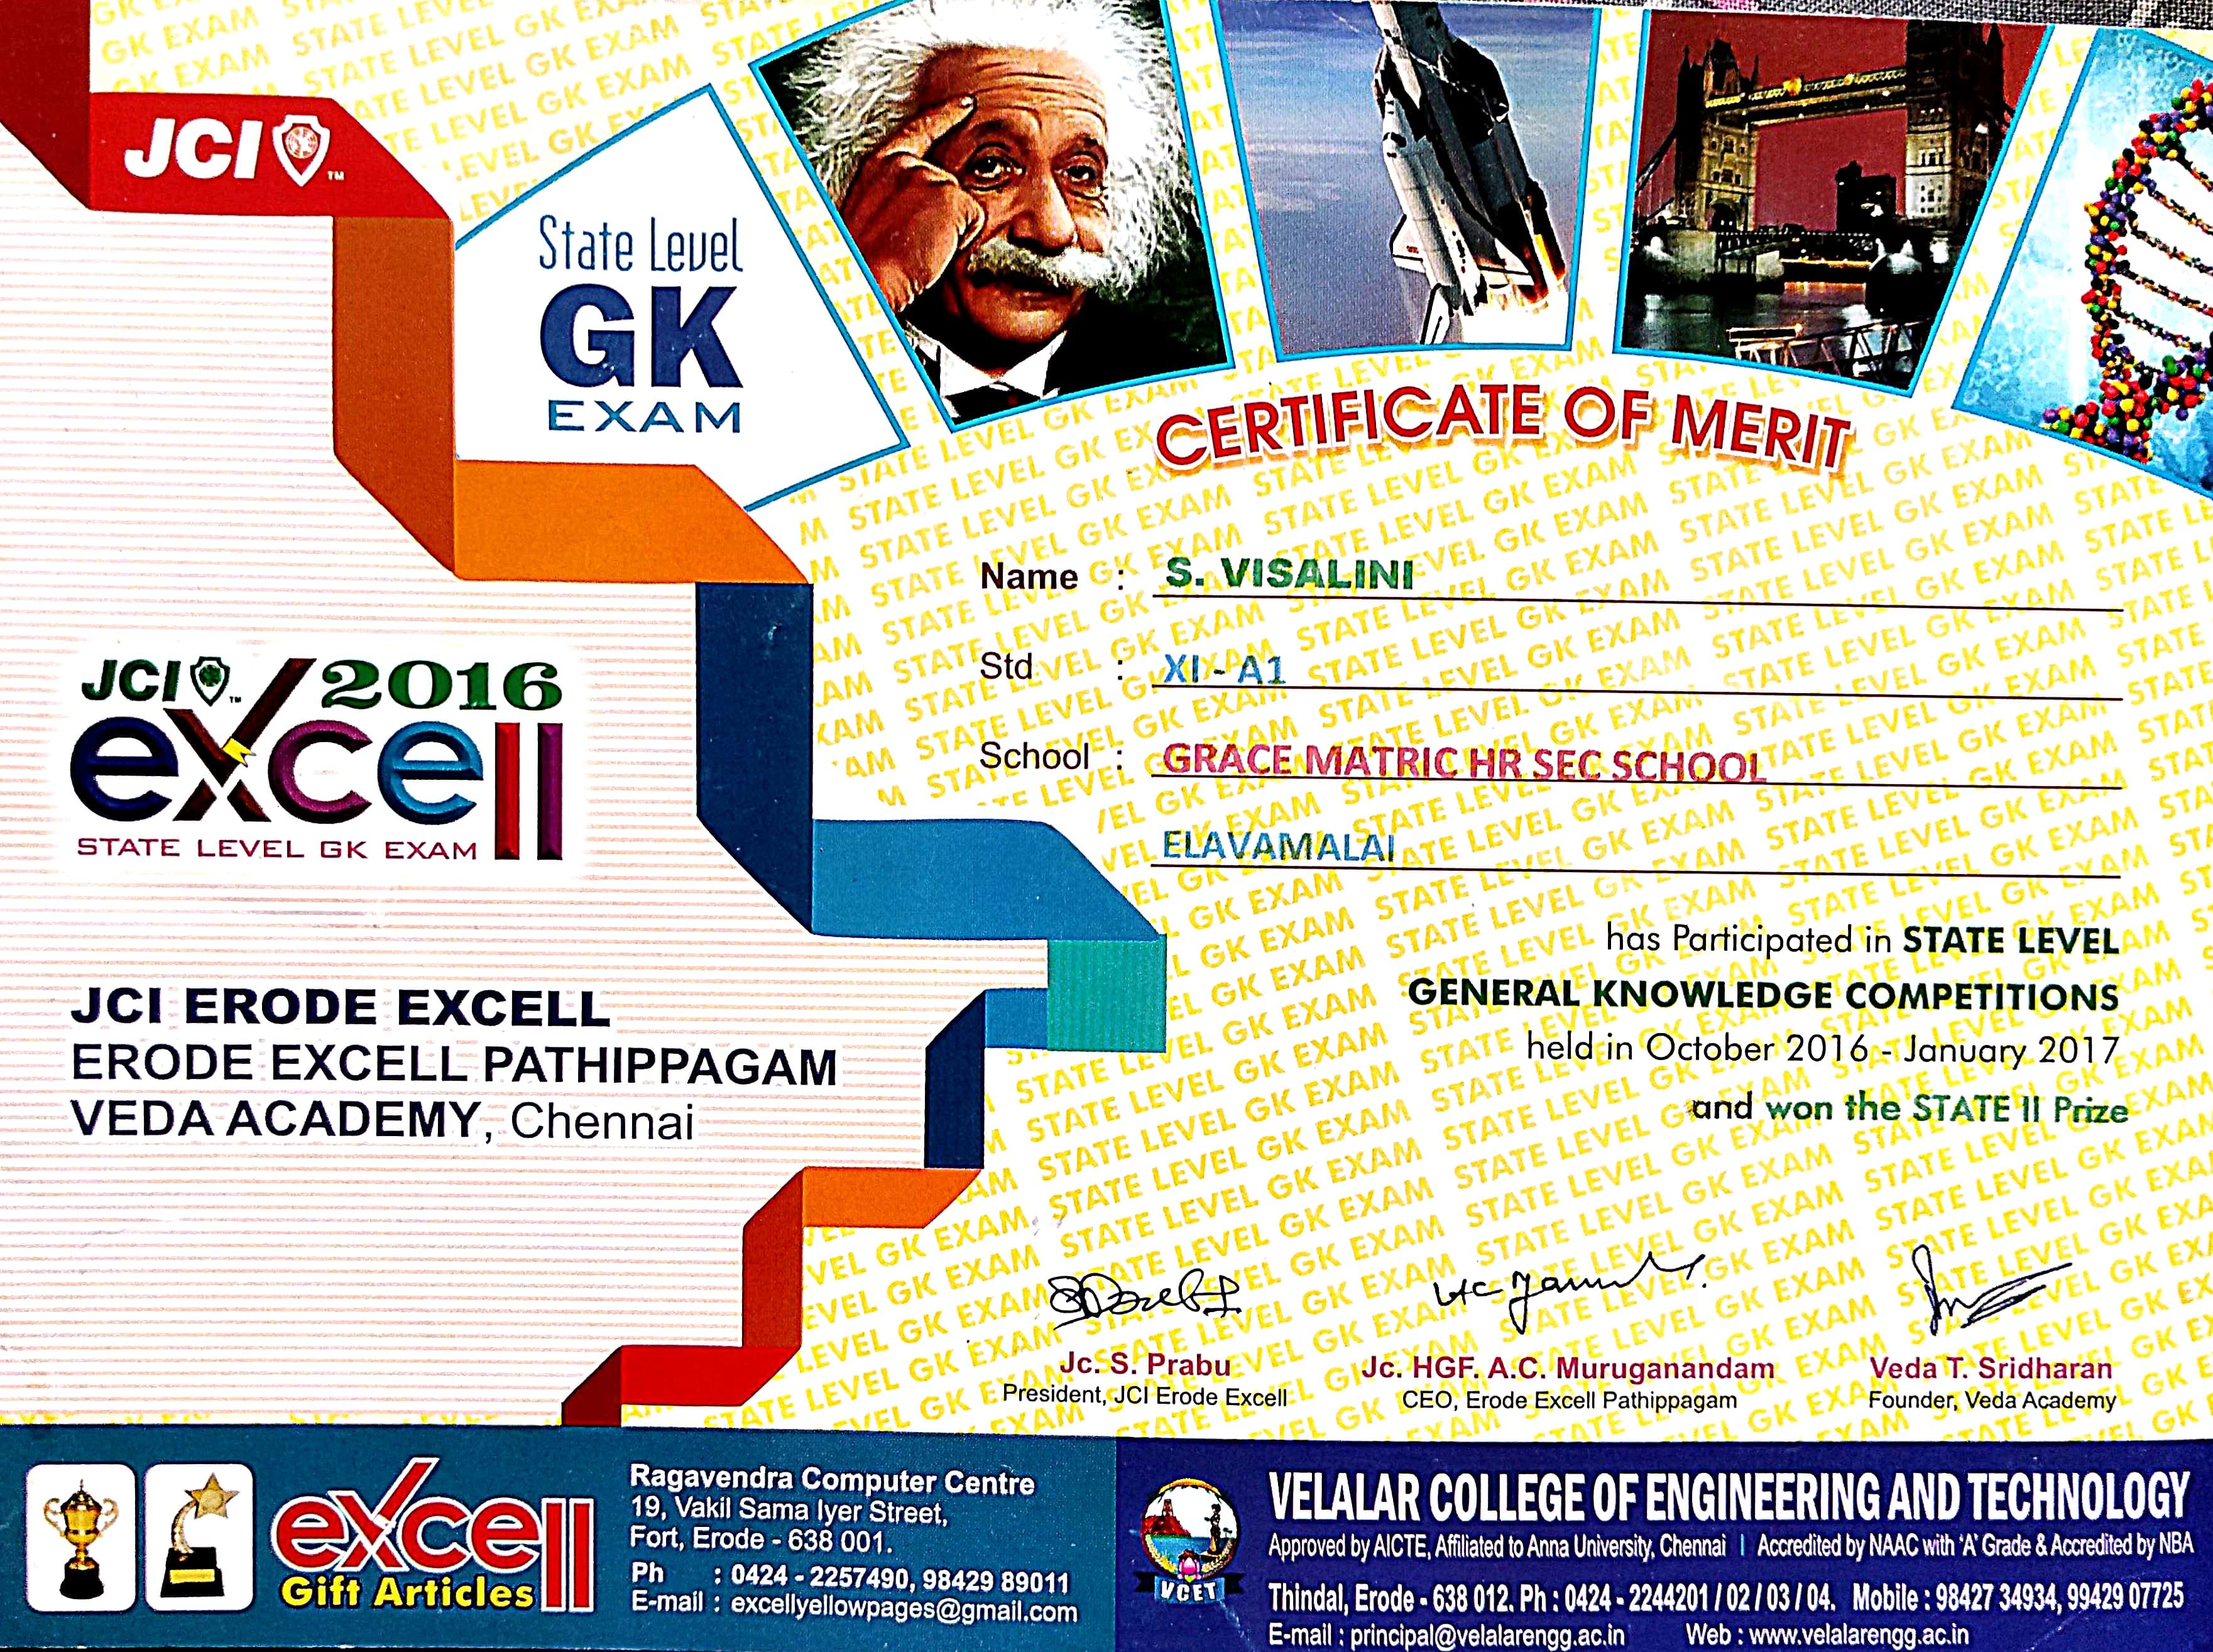 JCI ™
State Level
GK
EXAM
CERTIFICATE OF MERIT
Name : S. VISALINI
Std : XI - A1
School : GRACE MATRIC HR SEC SCHOOL
ELAVAMALAI
has Participated in STATE LEVEL
GENERAL KNOWLEDGE COMPETITIONS
held in October 2016 - January 2017
and won the STATE II Prize
JCI ™ 2016
excell
STATE LEVEL GK EXAM
JCI ERODE EXCELL
ERODE EXCELL PATHIPPAGAM
VEDA ACADEMY, Chennai
Jc. S. Prabu
President, JCI Erode Excell
Jc. HGF. A.C. Muruganandam
CEO, Erode Excell Pathippagam
Veda T. Sridharan
Founder, Veda Academy
excell
Gift Articles
Ragavendra Computer Centre
19, Vakil Sama Iyer Street,
Fort, Erode - 638 001.
Ph : 0424 - 2257490, 98429 89011
E-mail : excellyellowpages@gmail.com
VCET
VELALAR COLLEGE OF ENGINEERING AND TECHNOLOGY
Approved by AICTE, Affiliated to Anna University, Chennai | Accredited by NAAC with 'A' Grade & Accredited by NBA
Thindal, Erode - 638 012. Ph : 0424 - 2244201 / 02 / 03 / 04. Mobile : 98427 34934, 99429 07725
E-mail : principal@velalarengg.ac.in Web : www.velalarengg.ac.in